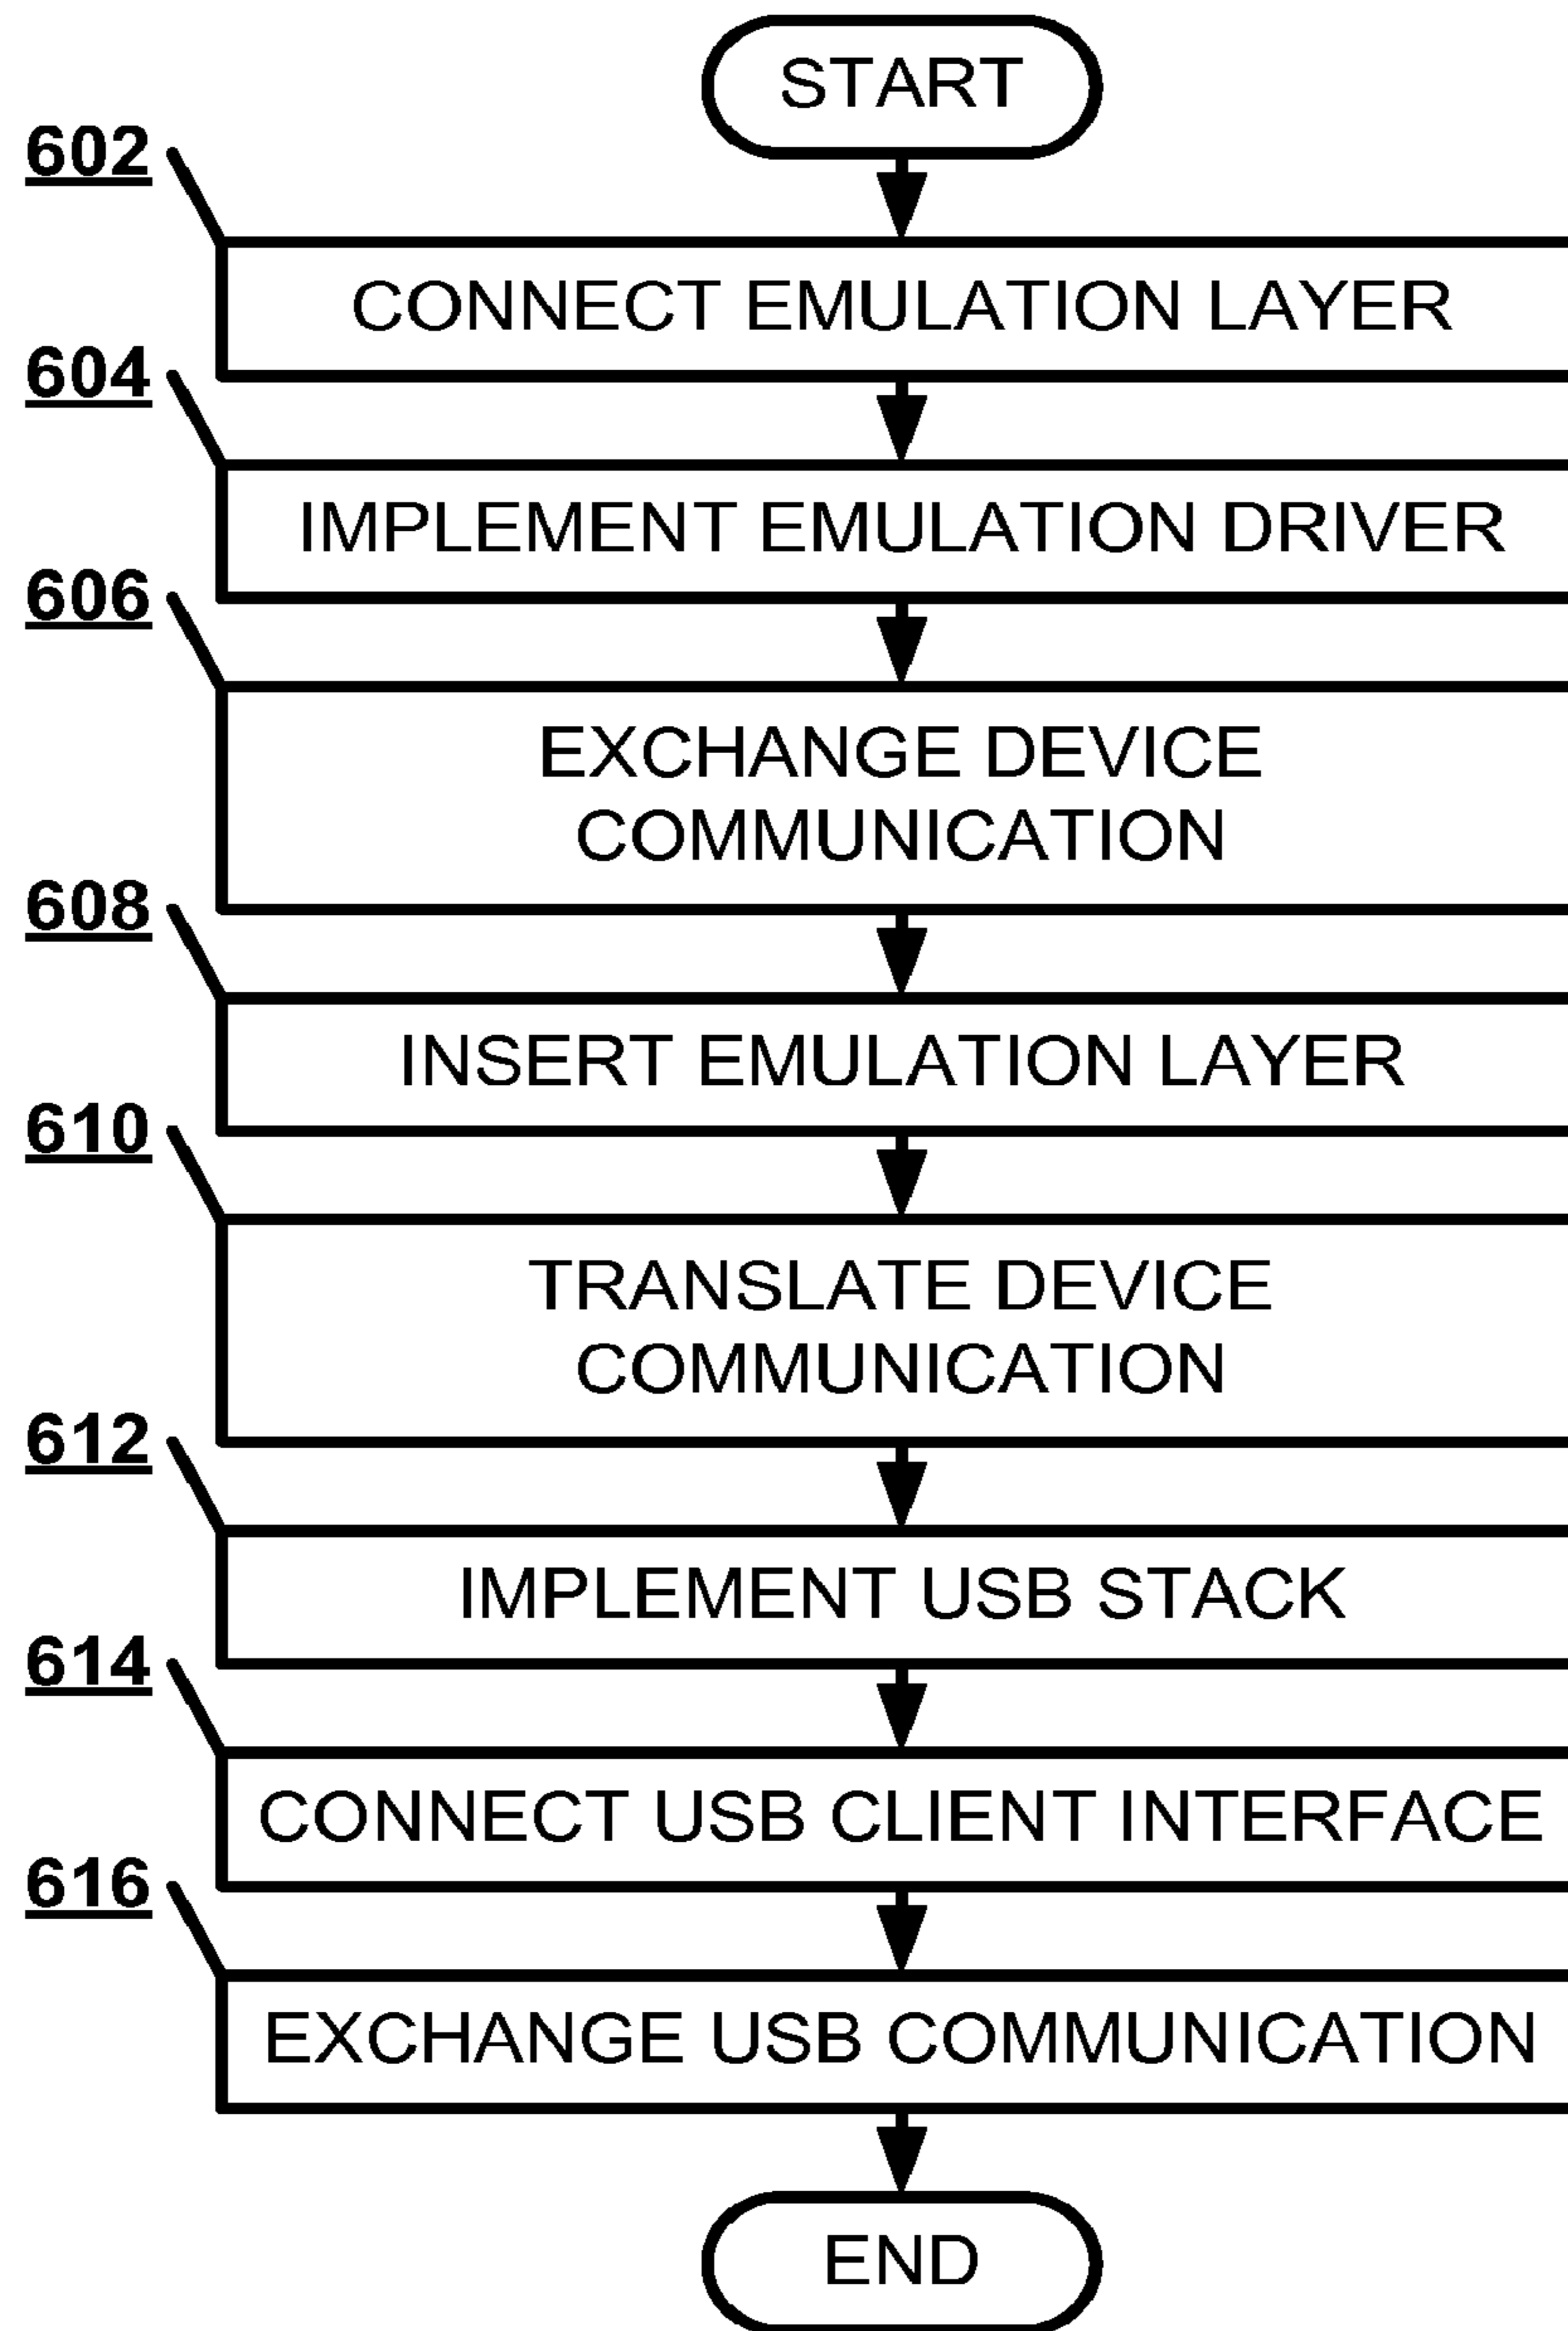 START
602
CONNECT EMULATION LAYER
604
IMPLEMENT EMULATION DRIVER
606
EXCHANGE DEVICE
COMMUNICATION
608
INSERT EMULATION LAYER
610
TRANSLATE DEVICE
COMMUNICATION
612
IMPLEMENT USB STACK
614
CONNECT USB CLIENT INTERFACE
616
EXCHANGE USB COMMUNICATION
END